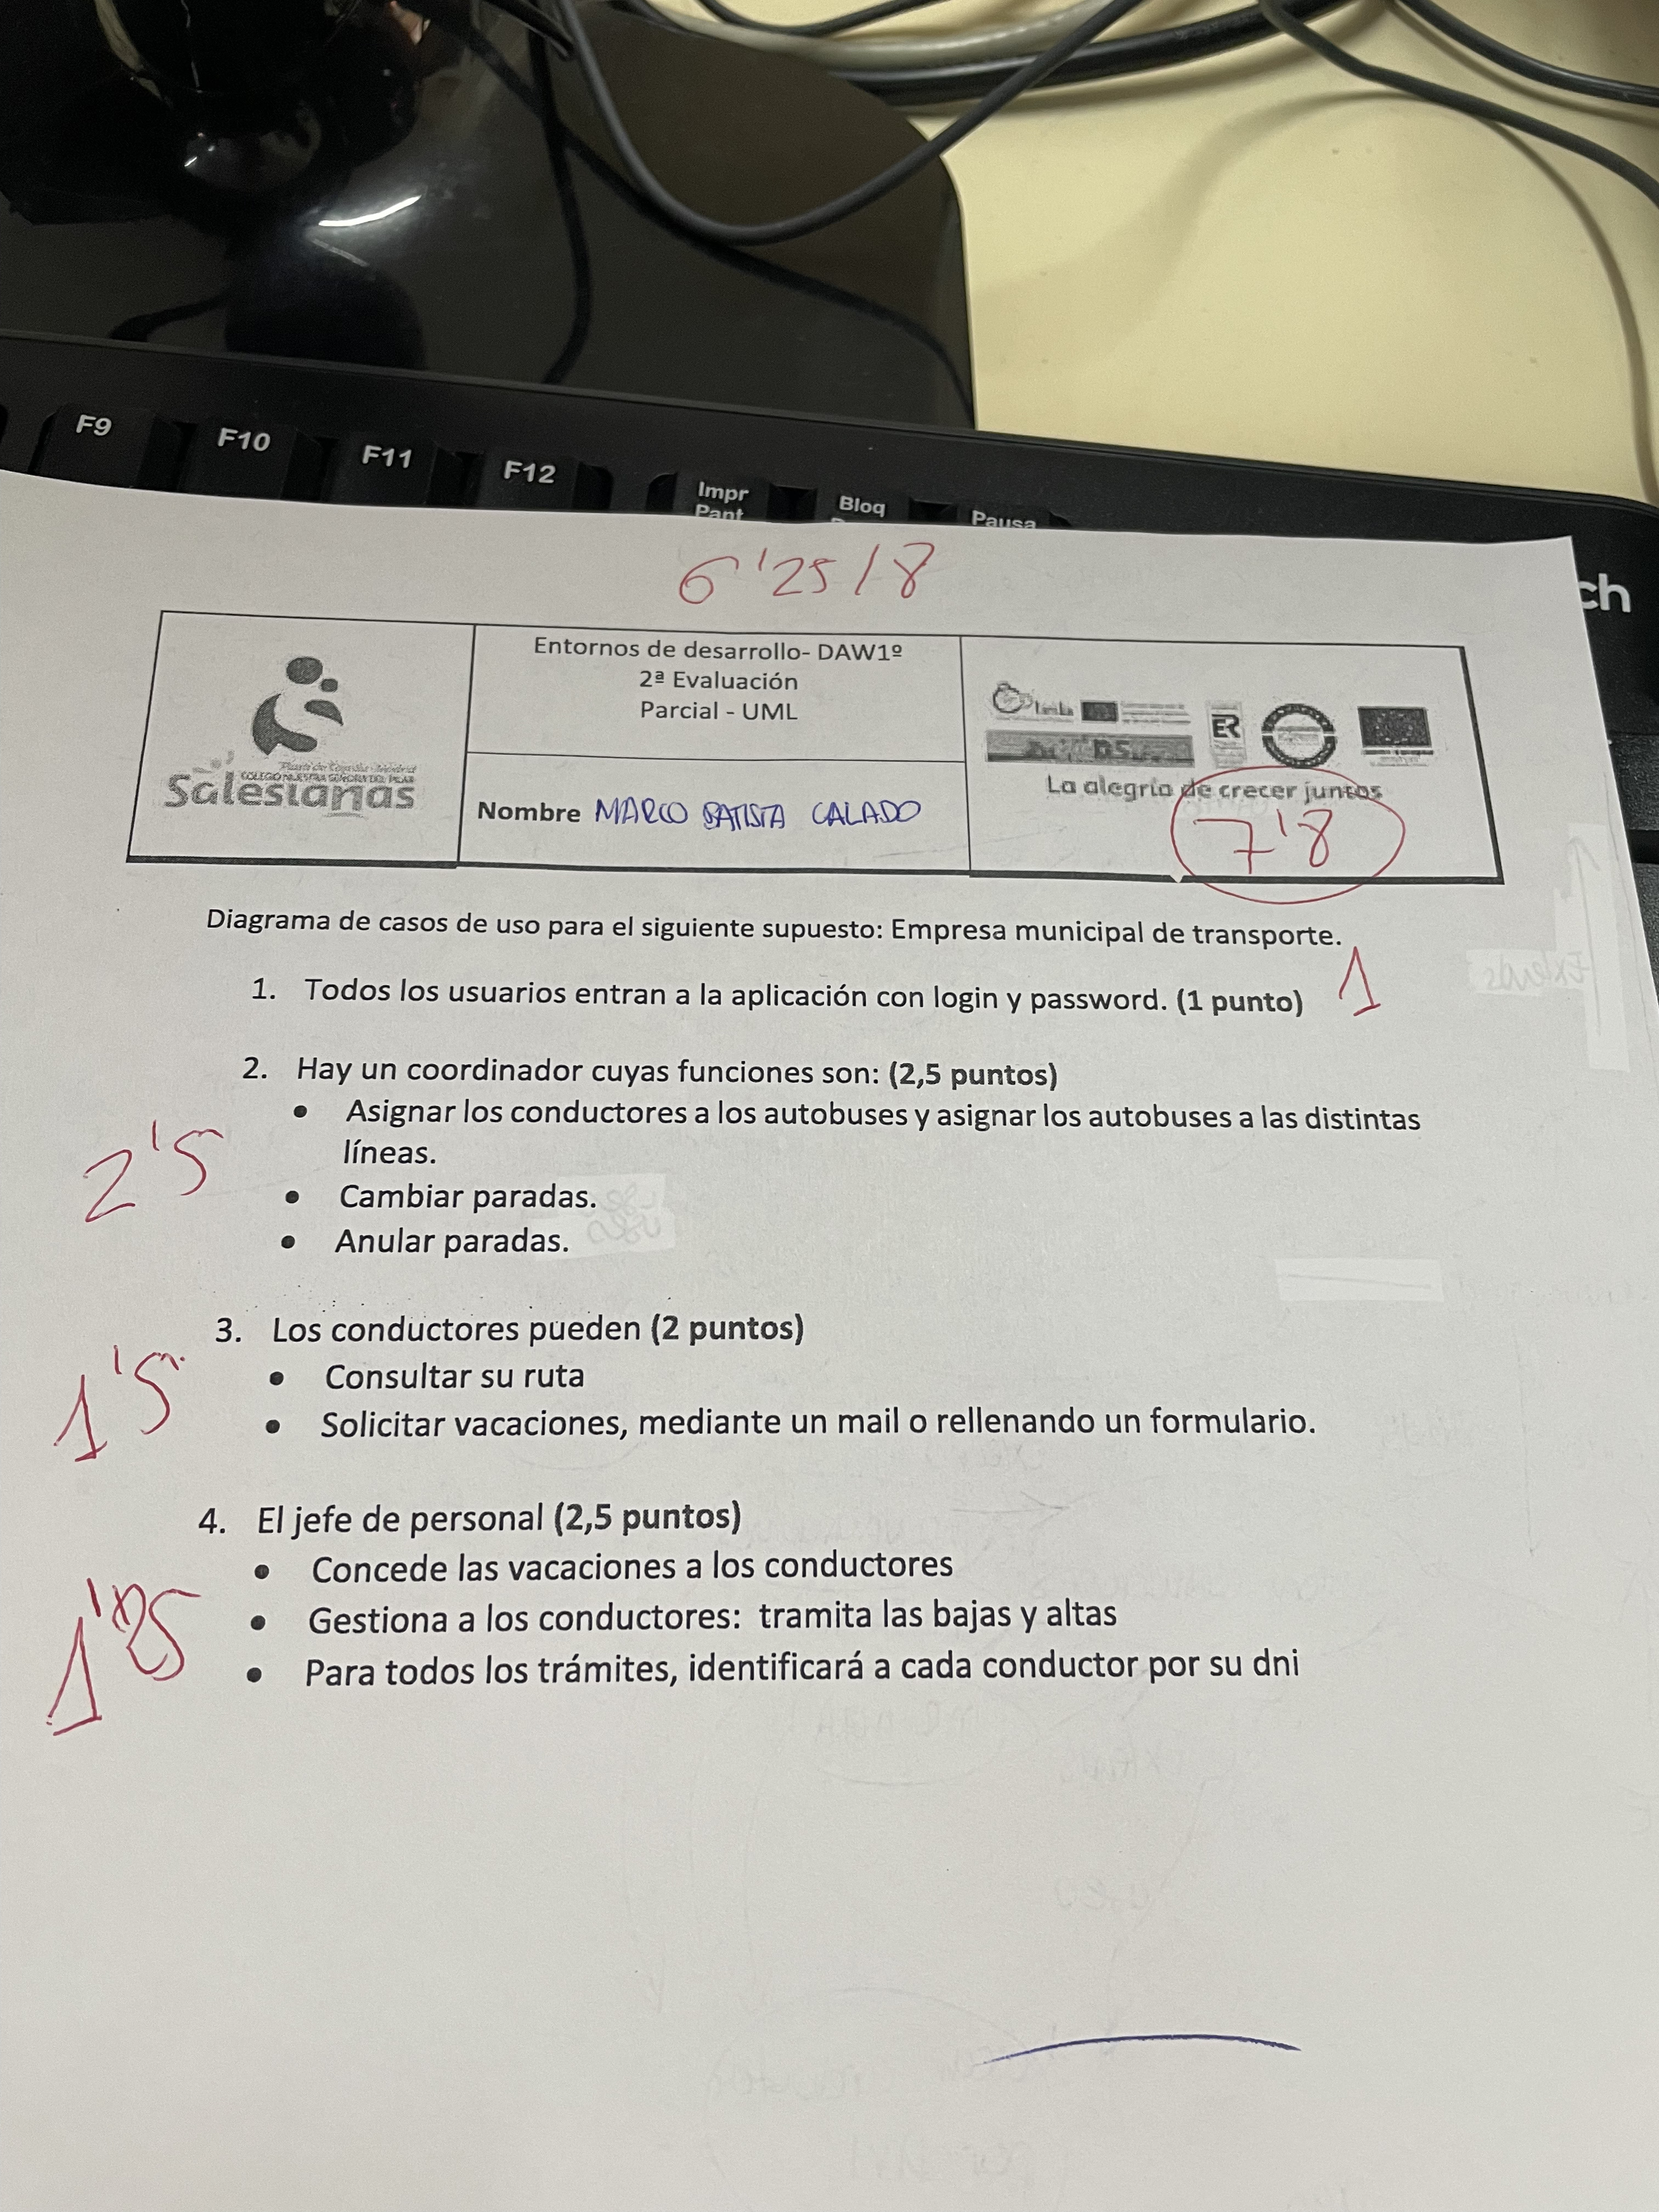 F9
F10
F11
F12
Impr
Pant
Bloq
Pausa
ch
6'25/8
Entornos de desarrollo- DAW1º
2ª Evaluación
Parcial - UML
COLEGIO NUESTRA SEÑORA DEL PILAR
Salesianas
Nombre MARCO BATISTA CALADO
ER
La alegría de crecer juntos
7'8
Diagrama de casos de uso para el siguiente supuesto: Empresa municipal de transporte.
1. Todos los usuarios entran a la aplicación con login y password. (1 punto) 1
2. Hay un coordinador cuyas funciones son: (2,5 puntos)
• Asignar los conductores a los autobuses y asignar los autobuses a las distintas
líneas.
2'5
• Cambiar paradas.
• Anular paradas.
3. Los conductores pueden (2 puntos)
1'5
• Consultar su ruta
• Solicitar vacaciones, mediante un mail o rellenando un formulario.
4. El jefe de personal (2,5 puntos)
• Concede las vacaciones a los conductores
• Gestiona a los conductores: tramita las bajas y altas
• Para todos los trámites, identificará a cada conductor por su dni